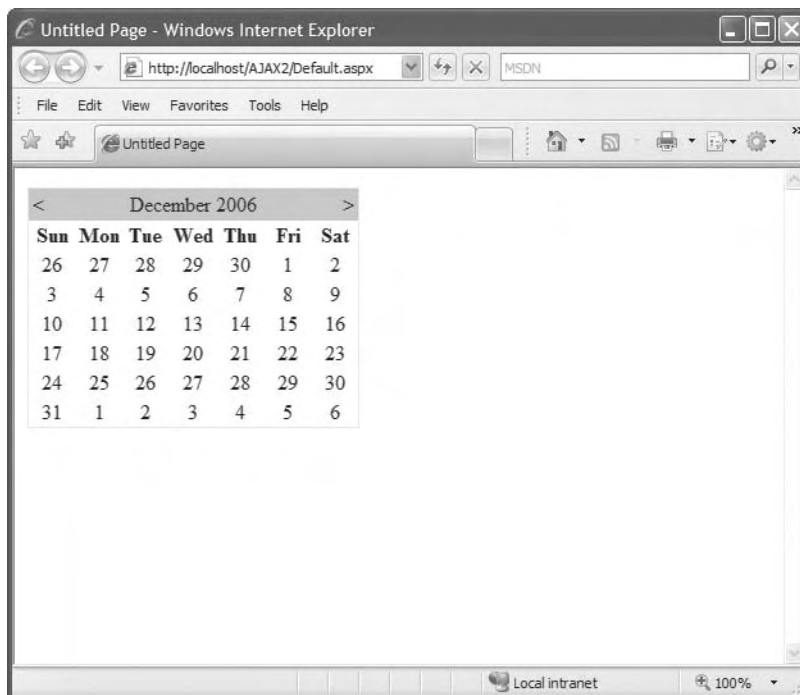 Untitled Page - Windows Internet Explorer
http://localhost/AJAX2/Default.aspx MSDN
File Edit View Favorites Tools Help
Untitled Page
< December 2006 >
Sun Mon Tue Wed Thu Fri Sat
26 27 28 29 30 1 2
3 4 5 6 7 8 9
10 11 12 13 14 15 16
17 18 19 20 21 22 23
24 25 26 27 28 29 30
31 1 2 3 4 5 6
Local intranet 100%